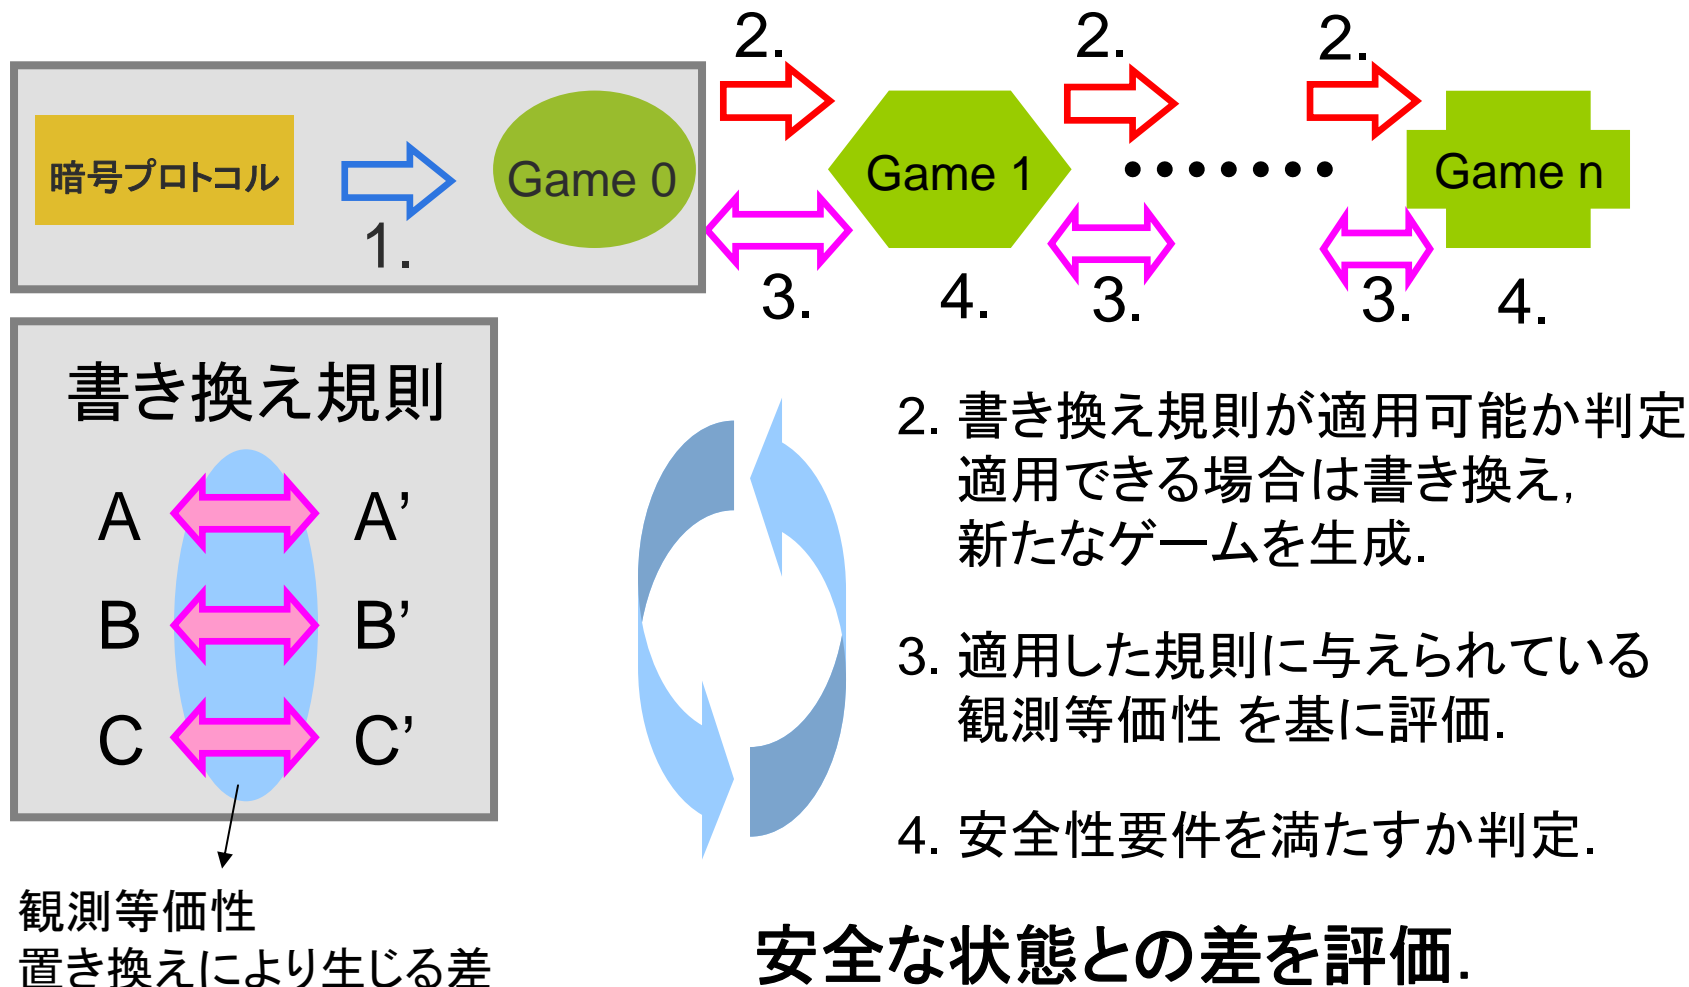 2.
2.
2.
暗号プロトコル
Game 0
Game 1
Game n
1.
3.
4.
3.
3.
4.
書き換え規則
A
A’
B
B’
C
C’
観測等価性
置き換えにより生じる差
2. 書き換え規則が適用可能か判定
適用できる場合は書き換え,
新たなゲームを生成.
3. 適用した規則に与えられている
観測等価性 を基に評価.
4. 安全性要件を満たすか判定.
安全な状態との差を評価.